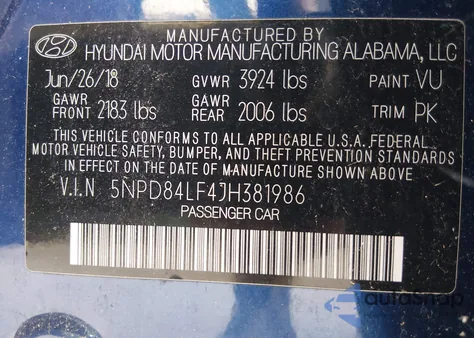 MANUFACTURED BY
HYUNDAI MOTOR MANUFACTURING ALABAMA, LLC
Jun/26/18 GVWR 3924 lbs PAINT VU
GAWR FRONT 2183 lbs GAWR REAR 2006 lbs TRIM PK
THIS VEHICLE CONFORMS TO ALL APPLICABLE U.S.A. FEDERAL
MOTOR VEHICLE SAFETY, BUMPER, AND THEFT PREVENTION STANDARDS
IN EFFECT ON THE DATE OF MANUFACTURE SHOWN ABOVE
V.I.N 5NPD84LF4JH381986
PASSENGER CAR
autoSnap